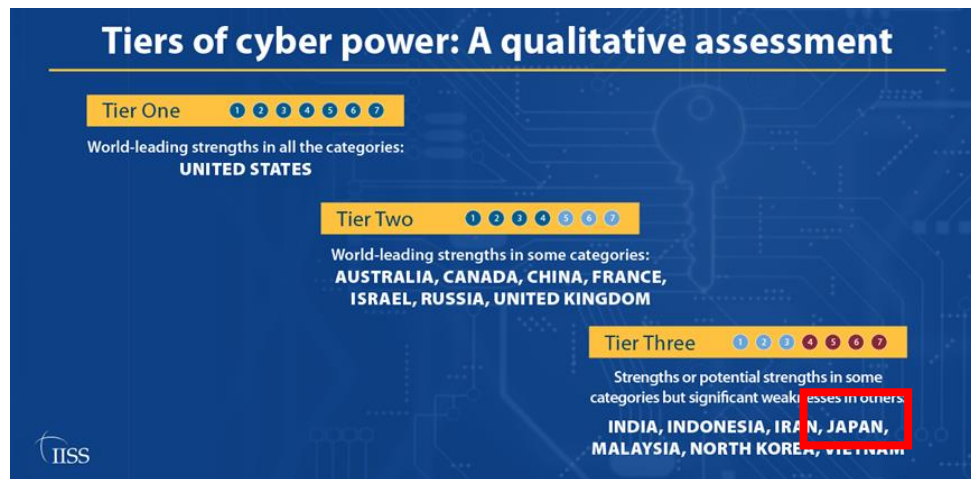 Tiers of cyber power: A qualitative assessment
Tier One 1 2 3 4 5 6 7
World-leading strengths in all the categories:
UNITED STATES
Tier Two 1 2 3 4 5 6 7
World-leading strengths in some categories:
AUSTRALIA, CANADA, CHINA, FRANCE,
ISRAEL, RUSSIA, UNITED KINGDOM
Tier Three 1 2 3 4 5 6 7
Strengths or potential strengths in some
categories but significant weaknesses in others:
INDIA, INDONESIA, IRAN, JAPAN,
MALAYSIA, NORTH KOREA, VIETNAM
IISS